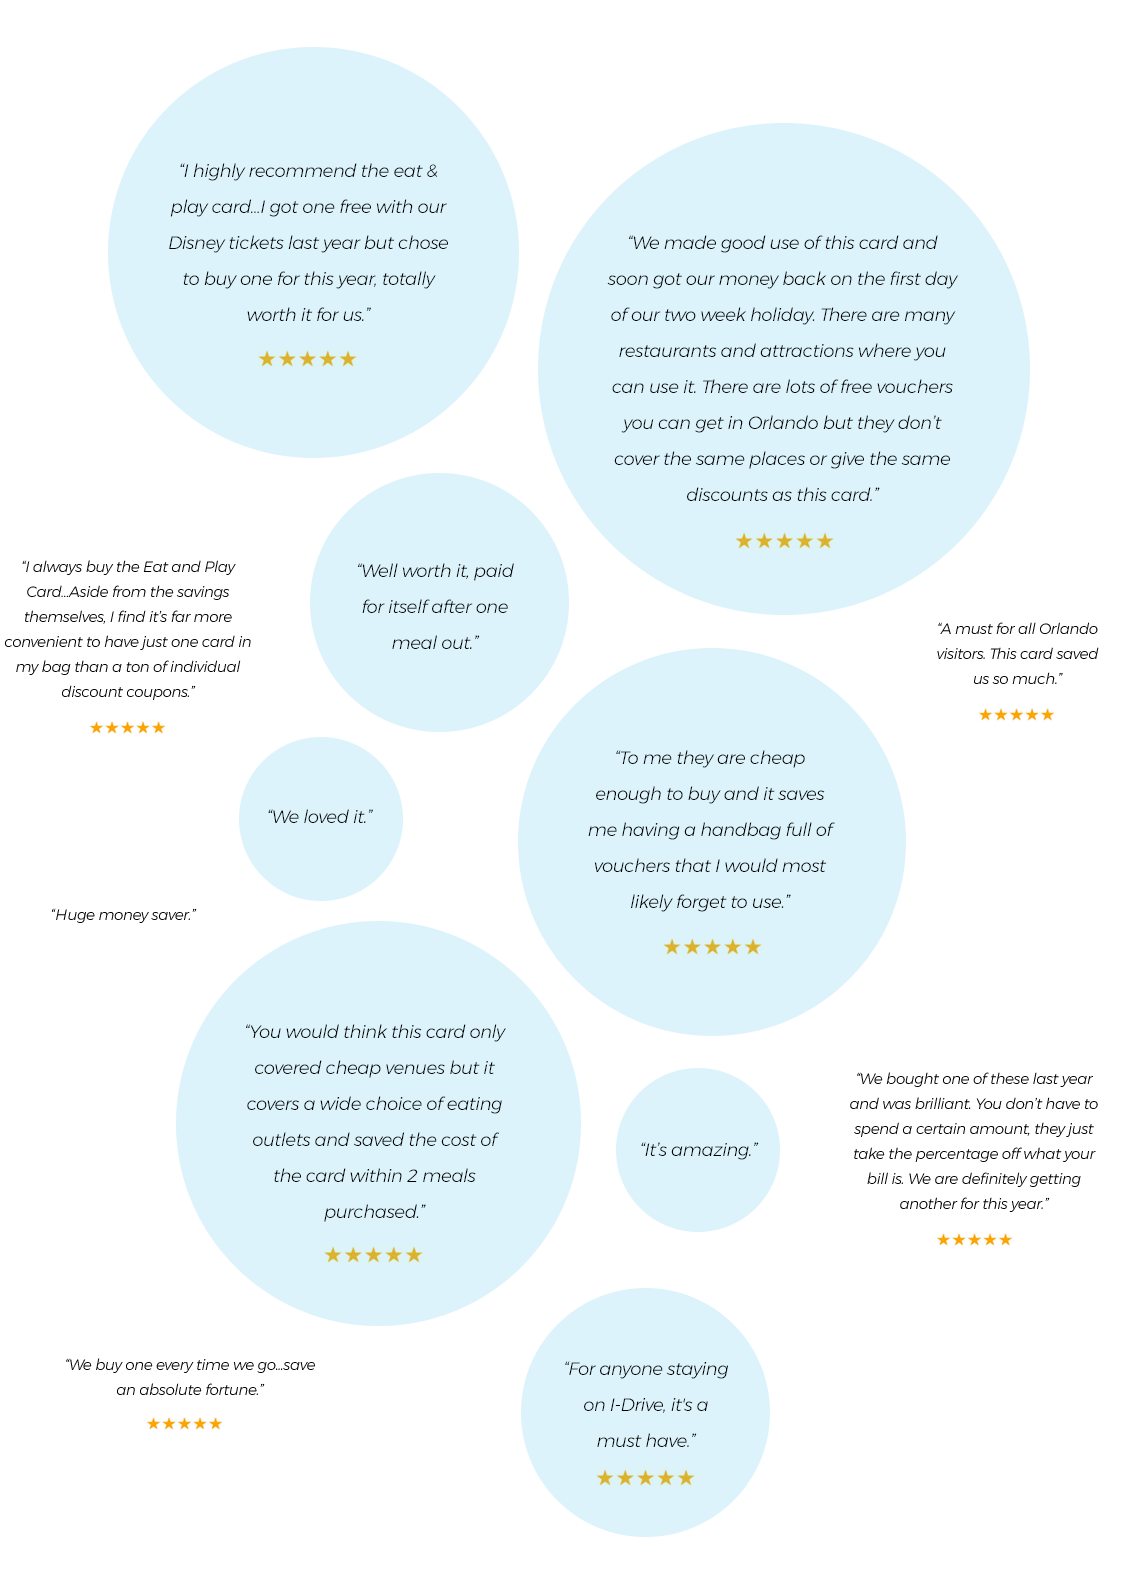 “I highly recommend the eat &
play card...I got one free with our
Disney tickets last year but chose
to buy one for this year, totally
worth it for us.”
★★★★★
“We made good use of this card and
soon got our money back on the first day
of our two week holiday. There are many
restaurants and attractions where you
can use it. There are lots of free vouchers
you can get in Orlando but they don’t
cover the same places or give the same
discounts as this card.”
★★★★★
“I always buy the Eat and Play
Card...Aside from the savings
themselves, I find it’s far more
convenient to have just one card in
my bag than a ton of individual
discount coupons.”
★★★★★
“Well worth it, paid
for itself after one
meal out.”
“A must for all Orlando
visitors. This card saved
us so much.”
★★★★★
“To me they are cheap
enough to buy and it saves
me having a handbag full of
vouchers that I would most
likely forget to use.”
★★★★★
“We loved it.”
“Huge money saver.”
“You would think this card only
covered cheap venues but it
covers a wide choice of eating
outlets and saved the cost of
the card within 2 meals
purchased.”
★★★★★
“It’s amazing.”
“We bought one of these last year
and was brilliant. You don’t have to
spend a certain amount, they just
take the percentage off what your
bill is. We are definitely getting
another for this year.”
★★★★★
“We buy one every time we go...save
an absolute fortune.”
★★★★★
“For anyone staying
on I-Drive, it's a
must have.”
★★★★★